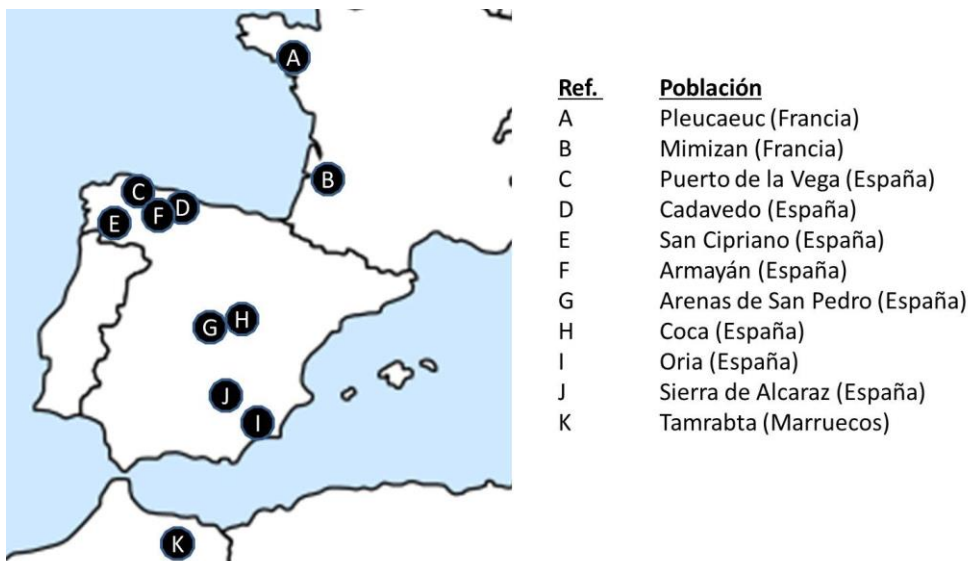 A
B
C
D
F
E
H
G
J
I
K
Ref. Población
A Pleucaeuc (Francia)
B Mimizan (Francia)
C Puerto de la Vega (España)
D Cadavedo (España)
E San Cipriano (España)
F Armayán (España)
G Arenas de San Pedro (España)
H Coca (España)
I Oria (España)
J Sierra de Alcaraz (España)
K Tamrabta (Marruecos)